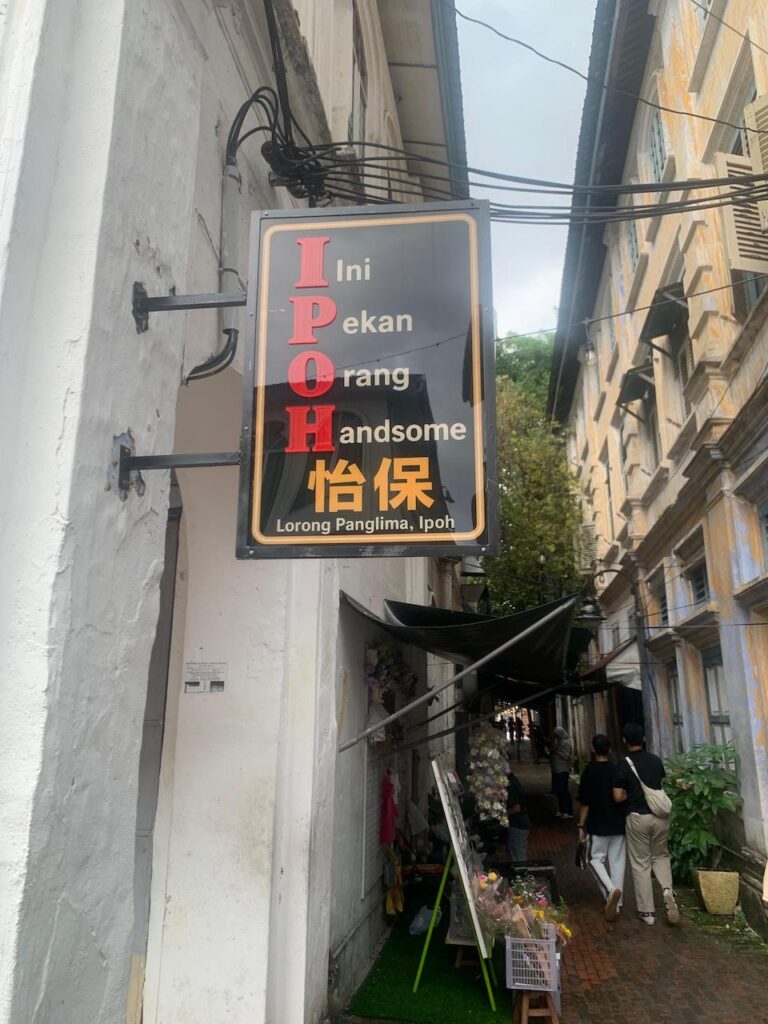 Ini
Pekan
Orang
Handsome
怡保
Lorong Panglima, Ipoh